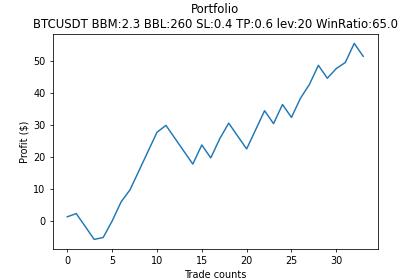 Portfolio
BTCUSDT BBM:2.3 BBL:260 SL:0.4 TP:0.6 lev:20 WinRatio:65.0
50
40
30
20
10
0
Profit ($)
0 5 10 15 20 25 30
Trade counts